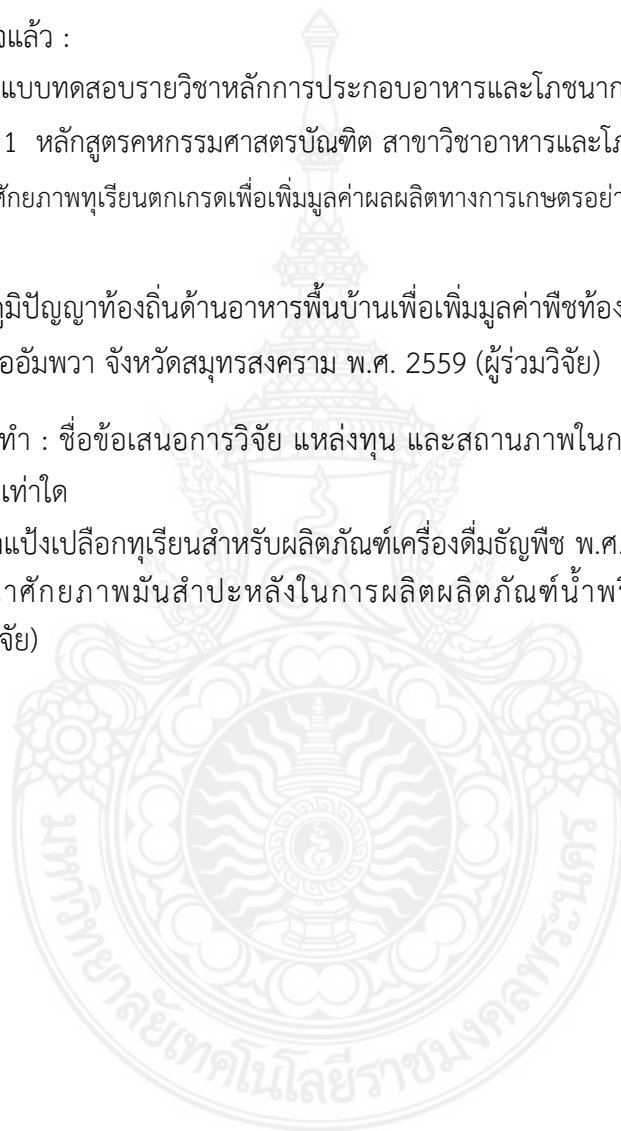 จแล้ว :
แบบทดสอบรายวิชาหลักการประกอบอาหารและโภชนาก
1 หลักสูตรคหกรรมศาสตรบัณฑิต สาขาวิชาอาหารและโภ
ศักยภาพทุเรียนตกเกรดเพื่อเพิ่มมูลค่าผลผลิตทางการเกษตรอย่า
ภูมิปัญญาท้องถิ่นด้านอาหารพื้นบ้านเพื่อเพิ่มมูลค่าพืชท้อง
ออัมพวา จังหวัดสมุทรสงคราม พ.ศ. 2559 (ผู้ร่วมวิจัย)
ทำ : ชื่อข้อเสนอการวิจัย แหล่งทุน และสถานภาพในก
เท่าใด
แป้งเปลือกทุเรียนสำหรับผลิตภัณฑ์เครื่องดื่มธัญพืช พ.ศ.
าศักยภาพมันสำปะหลังในการผลิตผลิตภัณฑ์น้ำพริ
จัย)
มหาวิทยาลัยเทคโนโลยีราชมงคลพระนคร